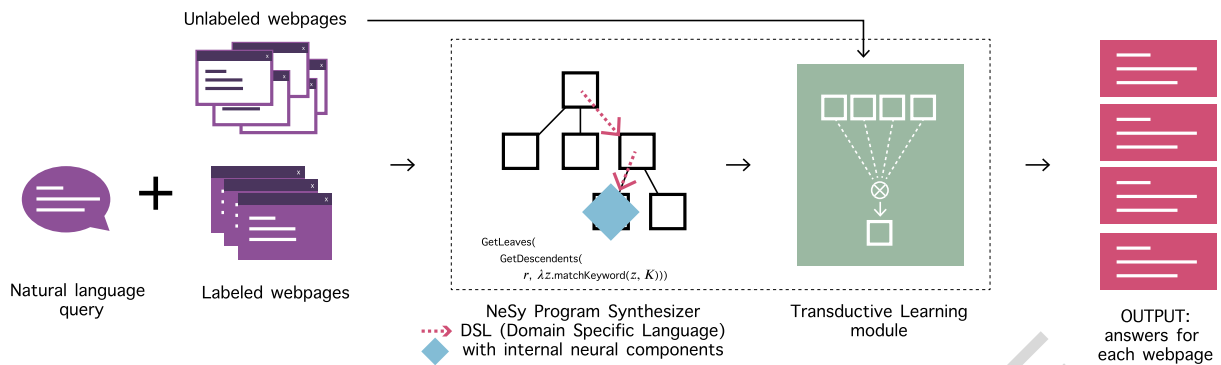 Unlabeled webpages
x
x
x
x
x
x
x
Natural language
query
Labeled webpages
GetLeaves(
GetDescendents(
r, λz.matchKeyword(z, K)))
NeSy Program Synthesizer
DSL (Domain Specific Language)
with internal neural components
Transductive Learning
module
OUTPUT:
answers for
each webpage